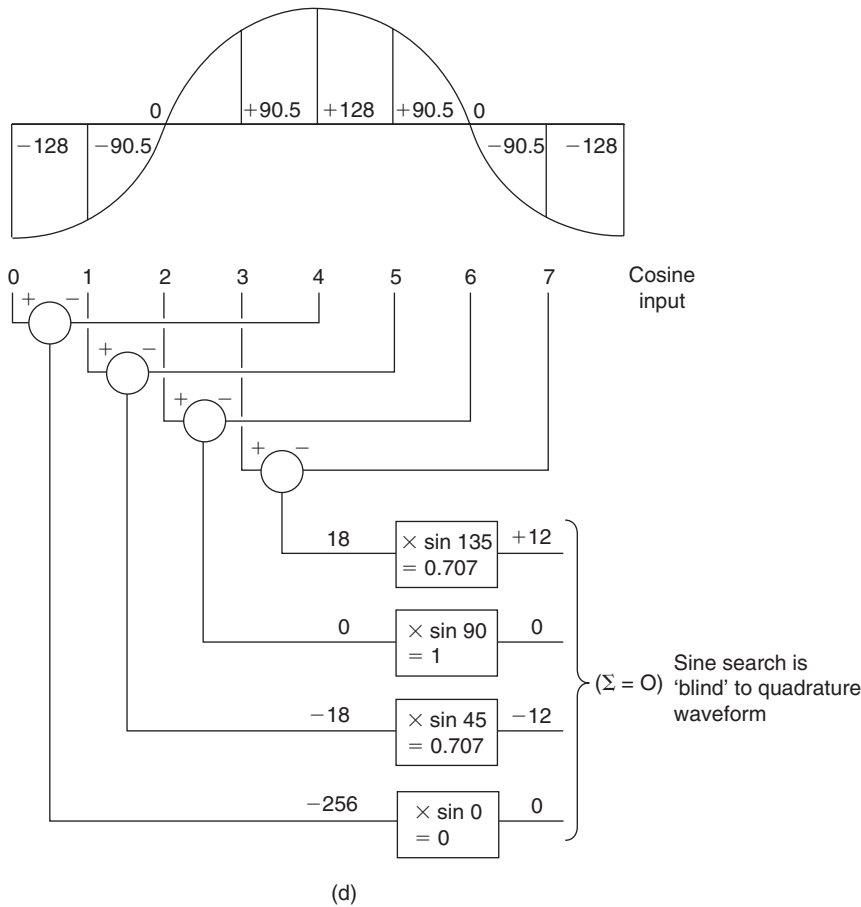 0 +90.5 +128 +90.5 0
−128 −90.5 −90.5 −128
0 1 2 3 4 5 6 7 Cosine
input
+ −
+ −
+ −
+ −
18 × sin 135 +12
= 0.707
0 × sin 90 0
= 1
(Σ = O) Sine search is
‘blind’ to quadrature
waveform
−18 × sin 45 −12
= 0.707
−256 × sin 0 0
= 0
(d)